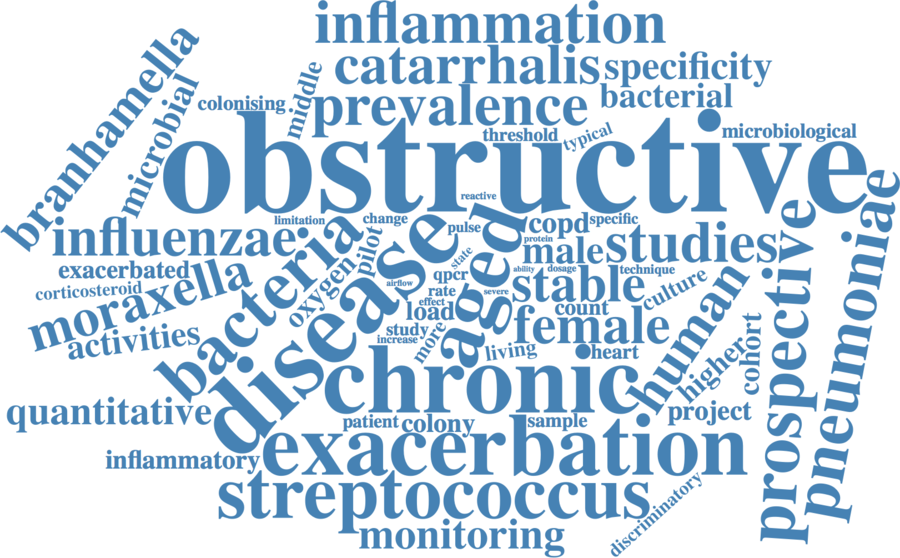 inflammation
catarrhalis
specificity
branhamella
middle
bacterial
microbial
colonising
prevalence
threshold
typical
microbiological
obstructive
reactive
limitation
change
pulse
copd
specific
influenzae
bacteria
pilot
disease
aged
protein
male
studies
prospective
pneumoniae
exacerbated
oxygen
state
qpcr
ability
dosage
technique
corticosteroid
moraxella
airflow
rate
severe
stable
culture
human
effect
load
count
activities
study
female
increase
more
living
heart
higher
cohort
chronic
quantitative
patient
colony
sample
project
inflammatory
exacerbation
streptococcus
discriminatory
monitoring